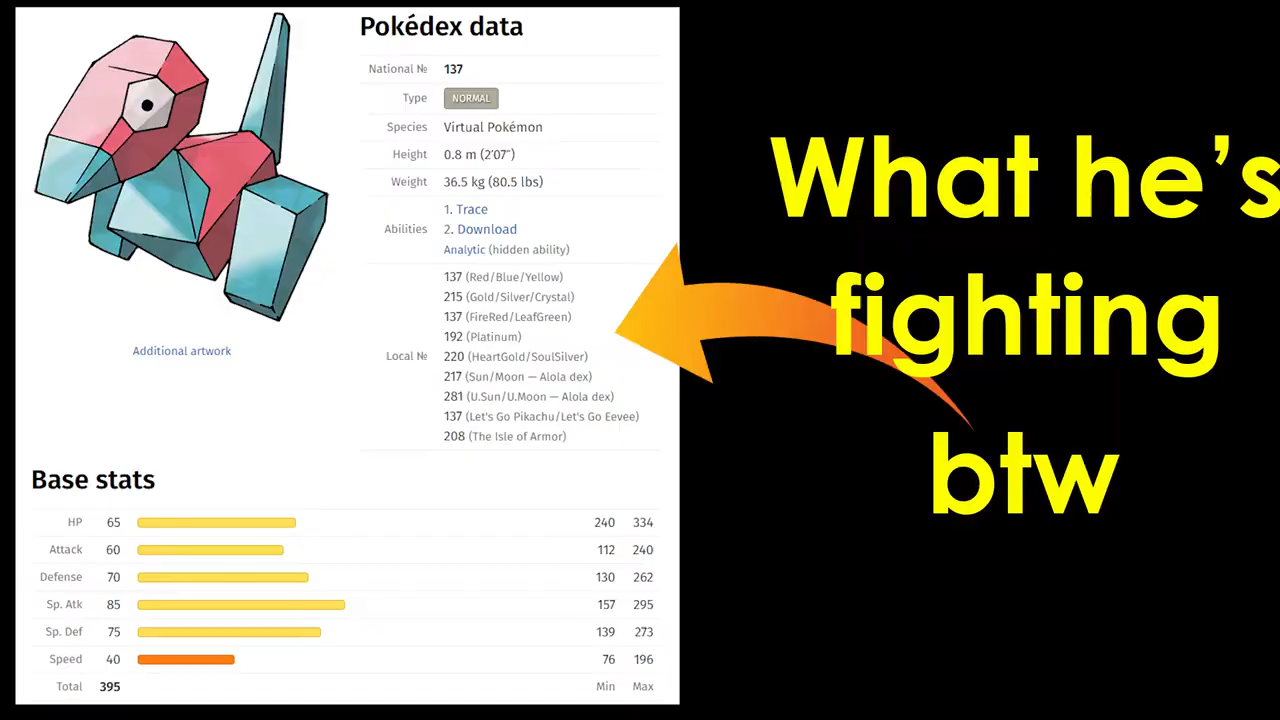 Pokédex data
National № 137
Type NORMAL
Species Virtual Pokémon
Height 0.8 m (2′07″)
Weight 36.5 kg (80.5 lbs)
Abilities 1. Trace
2. Download
Analytic (hidden ability)
Local № 137 (Red/Blue/Yellow)
215 (Gold/Silver/Crystal)
137 (FireRed/LeafGreen)
192 (Platinum)
220 (HeartGold/SoulSilver)
217 (Sun/Moon — Alola dex)
281 (U.Sun/U.Moon — Alola dex)
137 (Let's Go Pikachu/Let's Go Eevee)
208 (The Isle of Armor)
Additional artwork
Base stats
HP 65 240 334
Attack 60 112 240
Defense 70 130 262
Sp. Atk 85 157 295
Sp. Def 75 139 273
Speed 40 76 196
Total 395 Min Max
What he's
fighting
btw